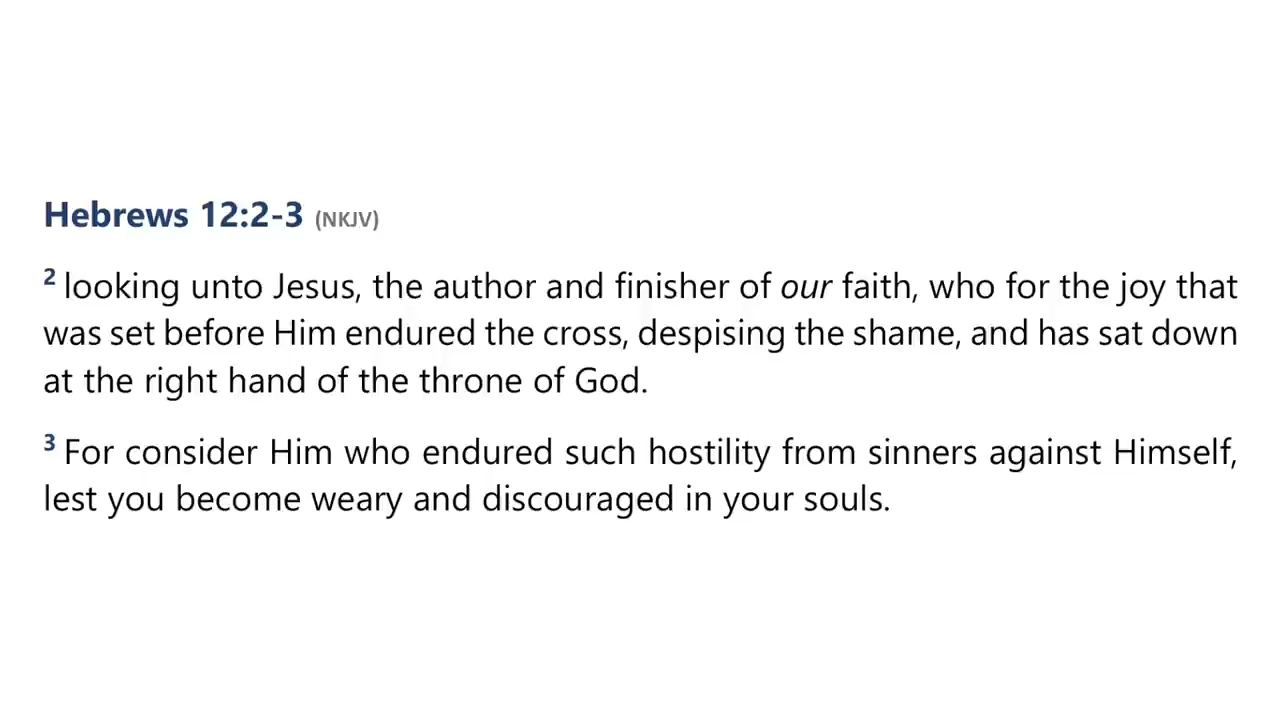 Hebrews 12:2-3 (NKJV)
2 looking unto Jesus, the author and finisher of our faith, who for the joy that
was set before Him endured the cross, despising the shame, and has sat down
at the right hand of the throne of God.
3 For consider Him who endured such hostility from sinners against Himself,
lest you become weary and discouraged in your souls.